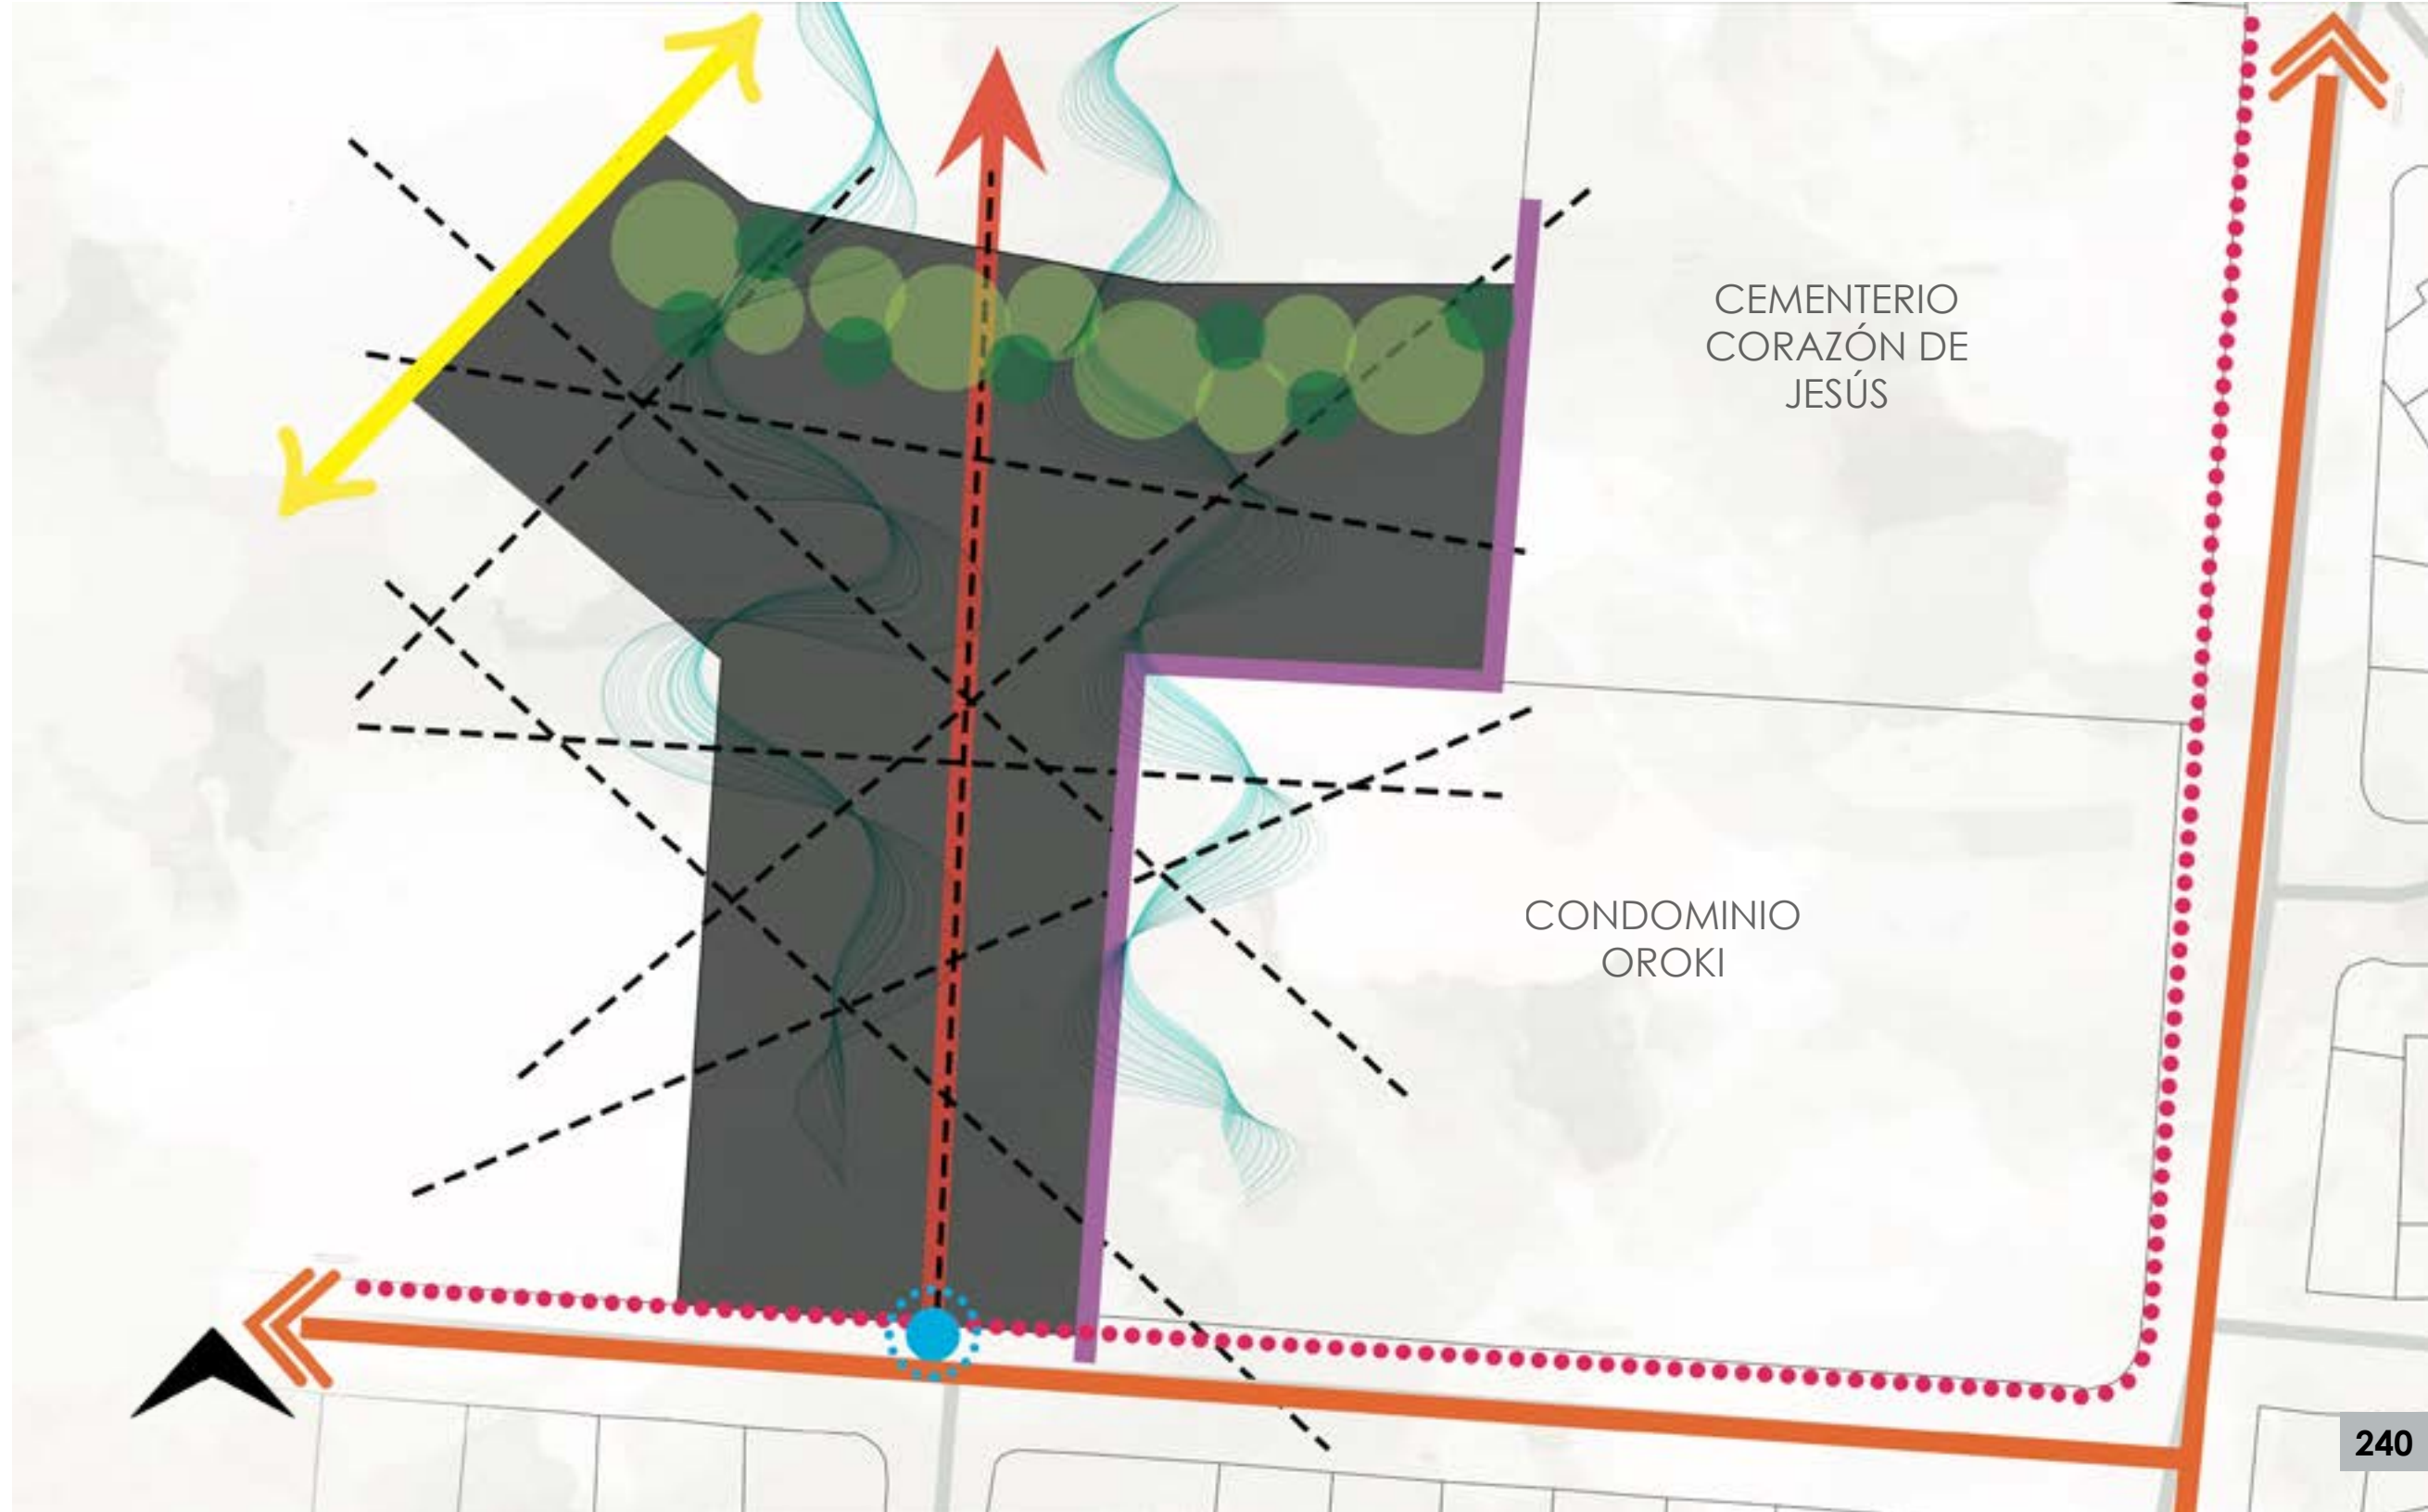 CEMENTERIO
CORAZÓN DE
JESÚS
CONDOMINIO
OROKI
240